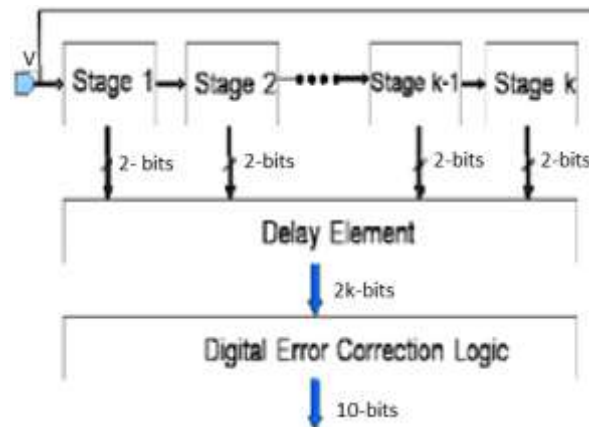 V
Stage 1
Stage 2
Stage k-1
Stage k
2- bits
2-bits
2-bits
2-bits
Delay Element
2k-bits
Digital Error Correction Logic
10-bits